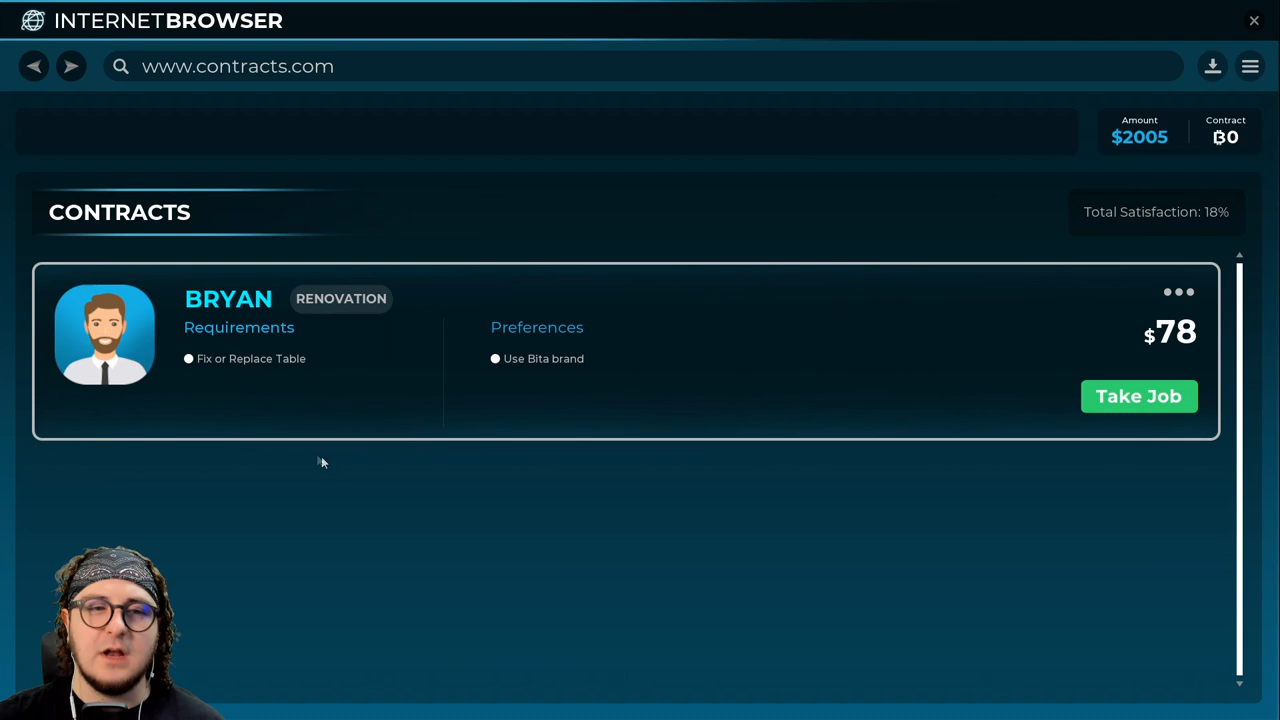 INTERNETBROWSER
www.contracts.com
Amount
$2005
Contract
₿0
CONTRACTS
Total Satisfaction: 18%
BRYAN
RENOVATION
Requirements
Preferences
Fix or Replace Table
Use Bita brand
$78
Take Job